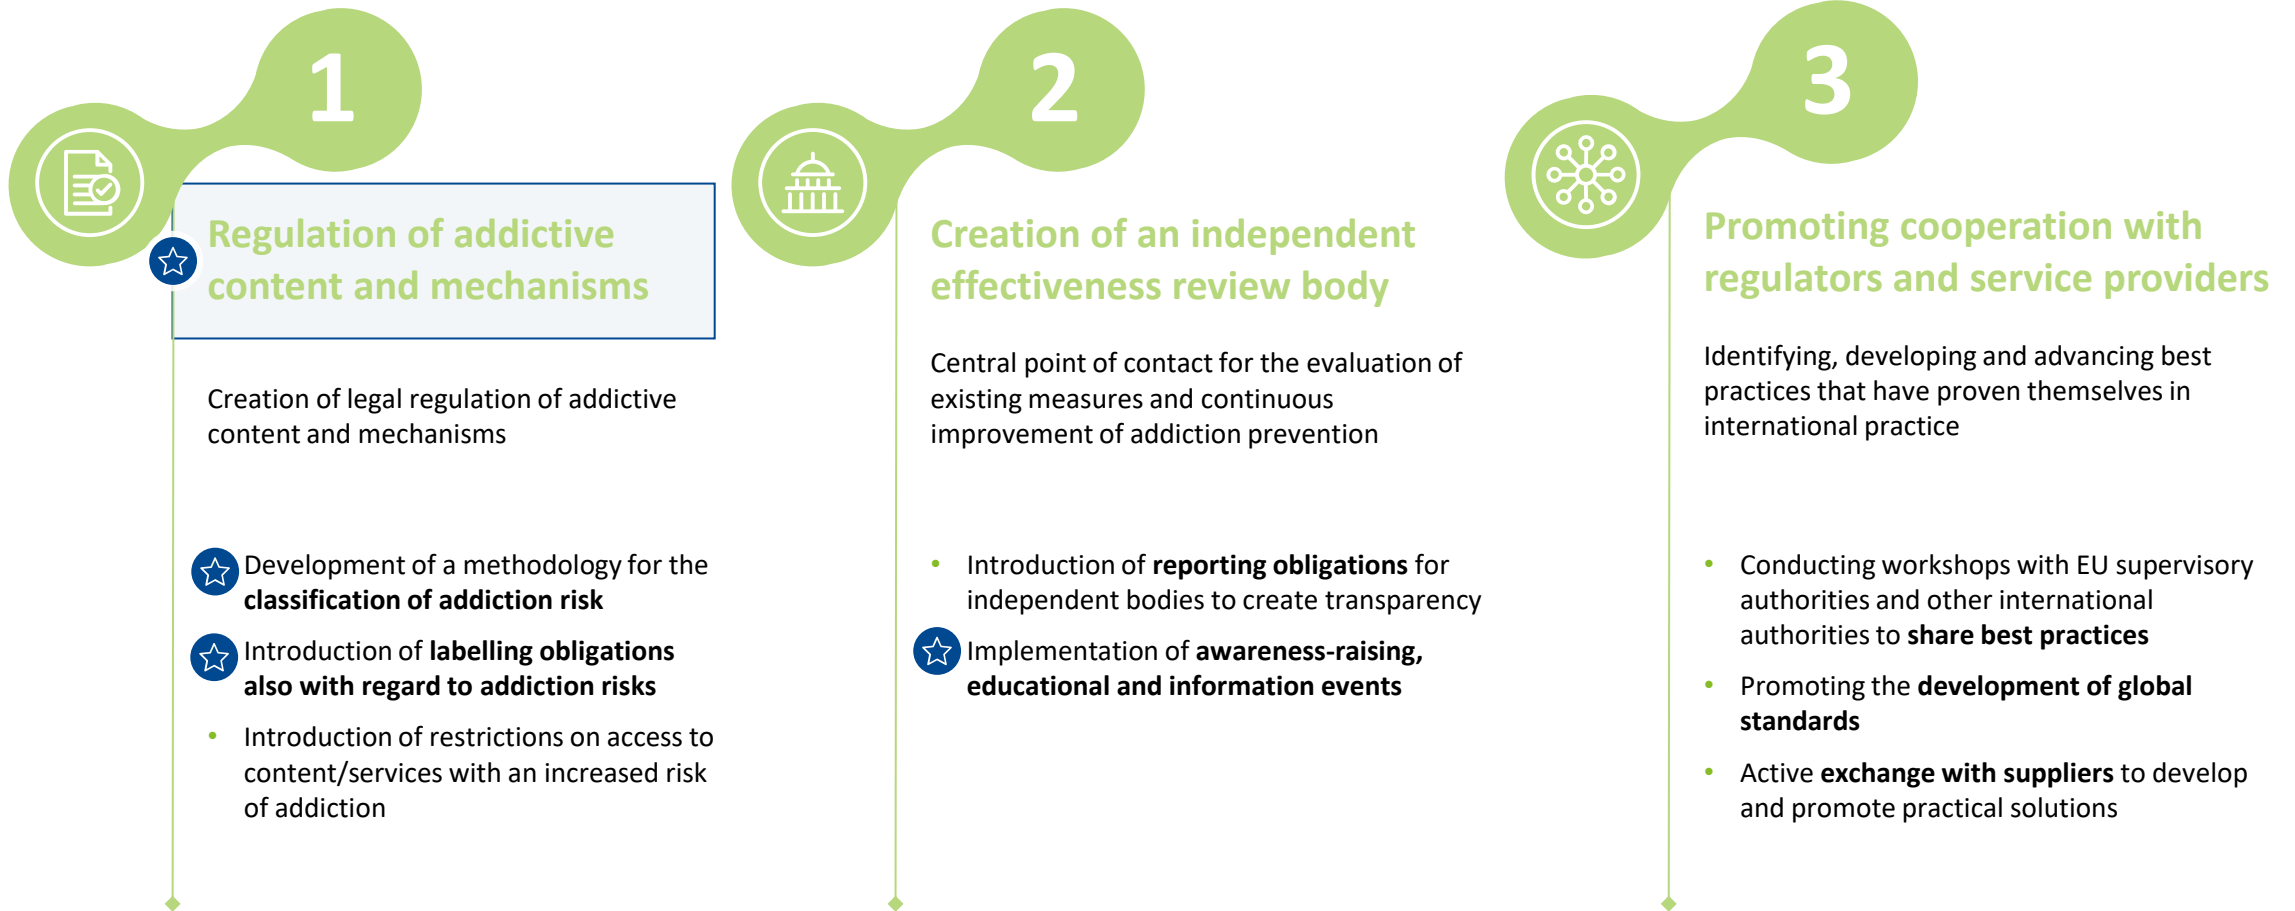 1
Regulation of addictive
content and mechanisms
Creation of legal regulation of addictive
content and mechanisms
Development of a methodology for the
classification of addiction risk
Introduction of labelling obligations
also with regard to addiction risks
• Introduction of restrictions on access to
content/services with an increased risk
of addiction
2
Creation of an independent
effectiveness review body
Central point of contact for the evaluation of
existing measures and continuous
improvement of addiction prevention
• Introduction of reporting obligations for
independent bodies to create transparency
Implementation of awareness-raising,
educational and information events
3
Promoting cooperation with
regulators and service providers
Identifying, developing and advancing best
practices that have proven themselves in
international practice
• Conducting workshops with EU supervisory
authorities and other international
authorities to share best practices
• Promoting the development of global
standards
• Active exchange with suppliers to develop
and promote practical solutions